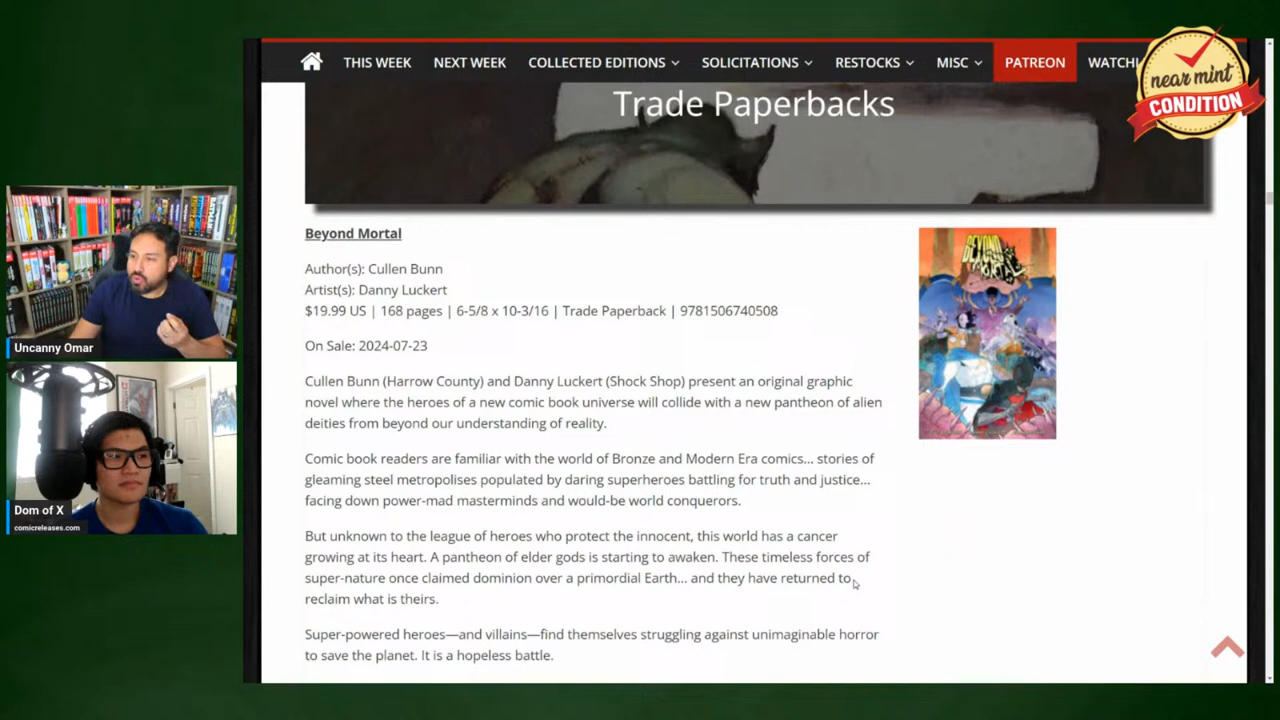 THIS WEEK NEXT WEEK COLLECTED EDITIONS SOLICITATIONS RESTOCKS MISC PATREON WATCHL
near mint
CONDITION
Trade Paperbacks
Beyond Mortal
Author(s): Cullen Bunn
Artist(s): Danny Luckert
$19.99 US | 168 pages | 6-5/8 x 10-3/16 | Trade Paperback | 9781506740508
On Sale: 2024-07-23
Cullen Bunn (Harrow County) and Danny Luckert (Shock Shop) present an original graphic
novel where the heroes of a new comic book universe will collide with a new pantheon of alien
deities from beyond our understanding of reality.
Comic book readers are familiar with the world of Bronze and Modern Era comics... stories of
gleaming steel metropolises populated by daring superheroes battling for truth and justice...
facing down power-mad masterminds and would-be world conquerors.
But unknown to the league of heroes who protect the innocent, this world has a cancer
growing at its heart. A pantheon of elder gods is starting to awaken. These timeless forces of
super-nature once claimed dominion over a primordial Earth... and they have returned to
reclaim what is theirs.
Super-powered heroes—and villains—find themselves struggling against unimaginable horror
to save the planet. It is a hopeless battle.
BEYOND
MORTAL
Uncanny Omar
Dom of X
comicreleases.com